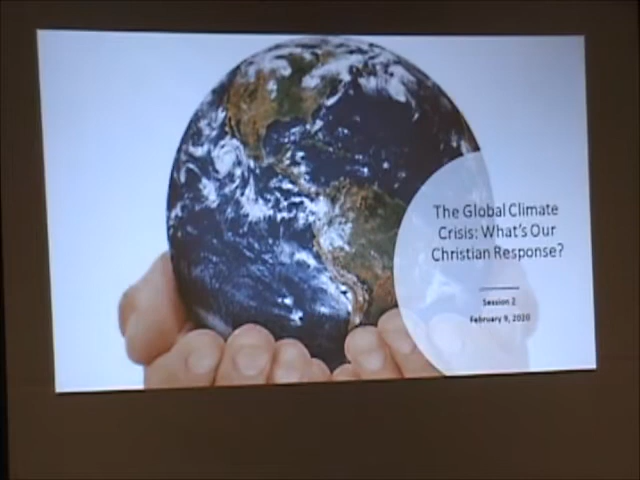 The Global Climate
Crisis: What's Our
Christian Response?
Session 2
February 9, 2020